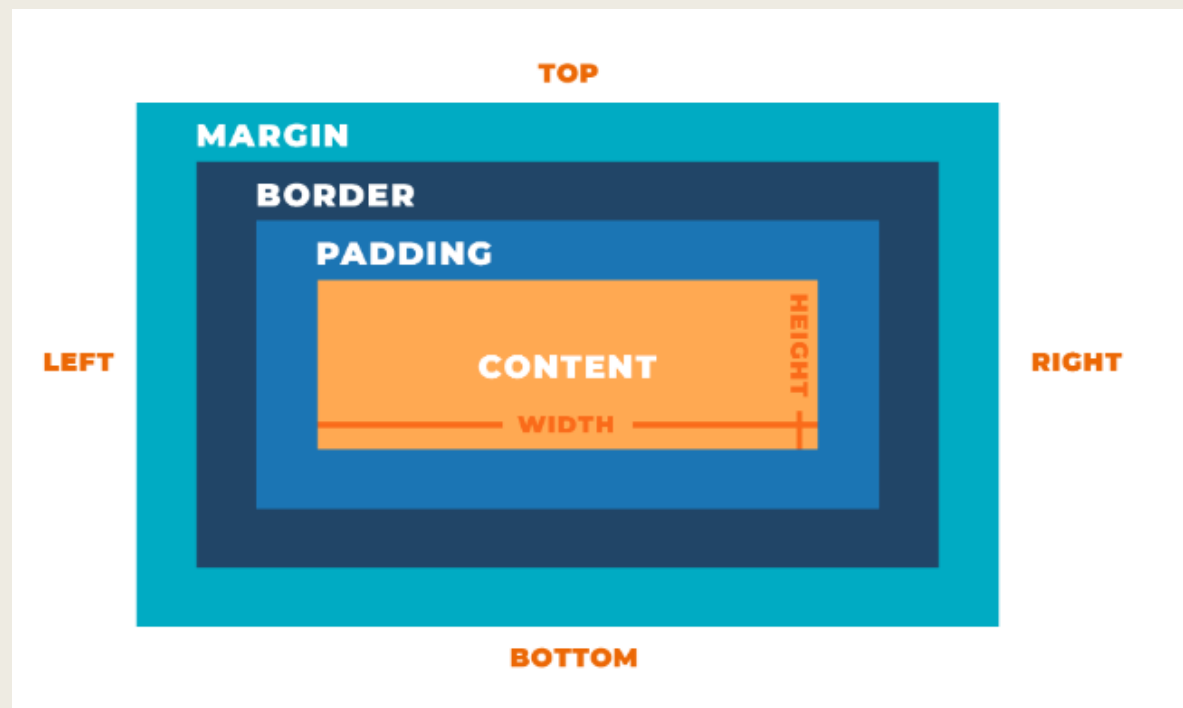 TOP
MARGIN
BORDER
PADDING
HEIGHT
CONTENT
LEFT
RIGHT
WIDTH
BOTTOM